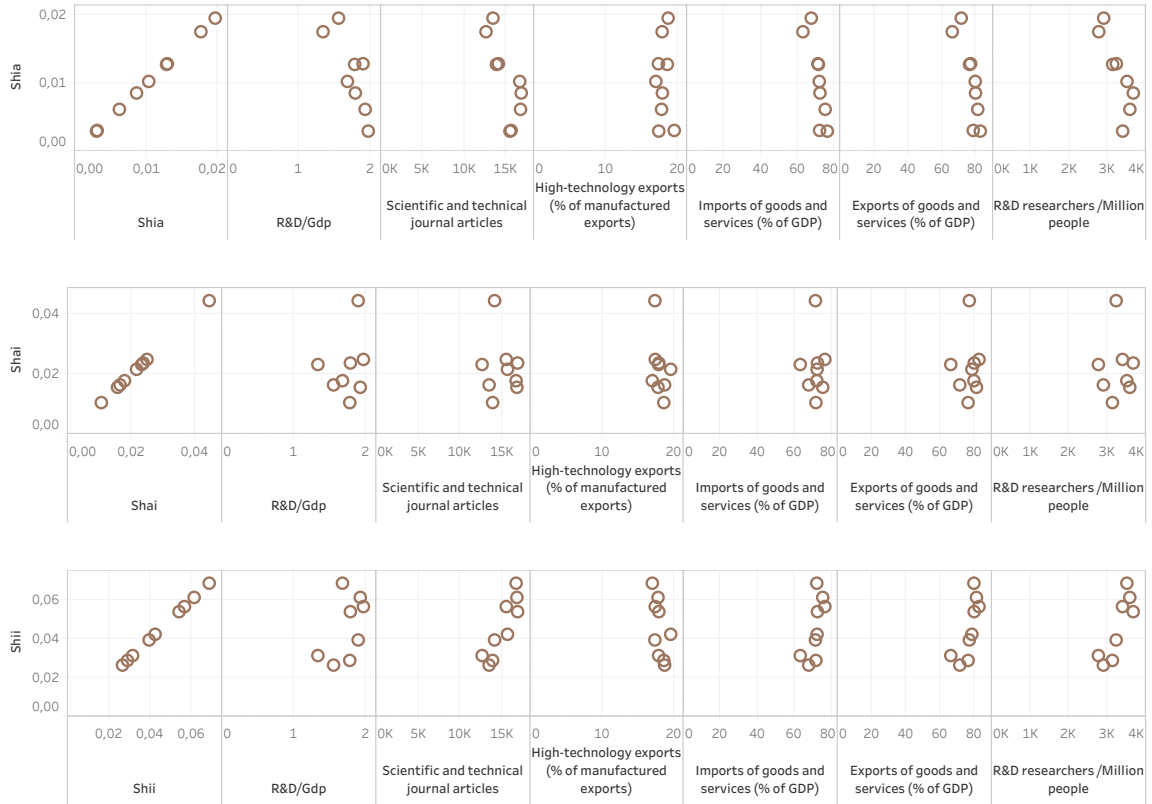 0,02
0,01
0,00
Shia
0,00 0,01 0,02 0 1 2 0K 5K 10K 15K 0 10 20 0 20 40 60 80 0 20 40 60 80 0K 1K 2K 3K 4K
Shia
R&D/Gdp
Scientific and technical
journal articles
High-technology exports
(% of manufactured
exports)
Imports of goods and
services (% of GDP)
Exports of goods and
services (% of GDP)
R&D researchers /Million
people
0,04
0,02
0,00
Shai
0,00 0,02 0,04 0 1 2 0K 5K 10K 15K 0 10 20 0 20 40 60 80 0 20 40 60 80 0K 1K 2K 3K 4K
Shai
R&D/Gdp
Scientific and technical
journal articles
High-technology exports
(% of manufactured
exports)
Imports of goods and
services (% of GDP)
Exports of goods and
services (% of GDP)
R&D researchers /Million
people
0,06
0,04
0,02
0,00
Shii
0,02 0,04 0,06 0 1 2 0K 5K 10K 15K 0 10 20 0 20 40 60 80 0 20 40 60 80 0K 1K 2K 3K 4K
Shii
R&D/Gdp
Scientific and technical
journal articles
High-technology exports
(% of manufactured
exports)
Imports of goods and
services (% of GDP)
Exports of goods and
services (% of GDP)
R&D researchers /Million
people